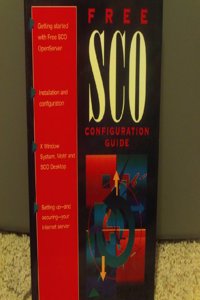 FREE
SCO
CONFIGURATION
GUIDE
Getting started
with Free SCO
OpenServer
Installation and
configuration
X Window
System, Motif and
SCO Desktop
Setting up—and
securing—your
Internet server